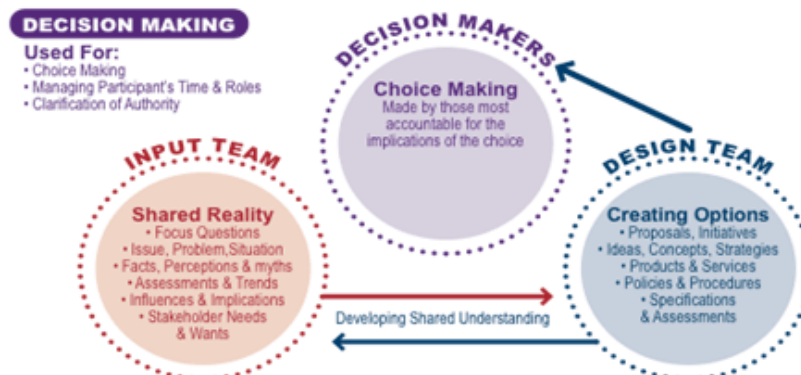 DECISION MAKING
Used For:
• Choice Making
• Managing Participant's Time & Roles
• Clarification of Authority
DECISION MAKERS
Choice Making
Made by those most
accountable for the
implications of the choice
INPUT TEAM
Shared Reality
• Focus Questions
• Issue, Problem,Situation
• Facts, Perceptions & myths
• Assessments & Trends
• Influences & Implications
• Stakeholder Needs
& Wants
Developing Shared Understanding
DESIGN TEAM
Creating Options
• Proposals, Initiatives
• Ideas, Concepts, Strategies
• Products & Services
• Policies & Procedures
• Specifications
& Assessments